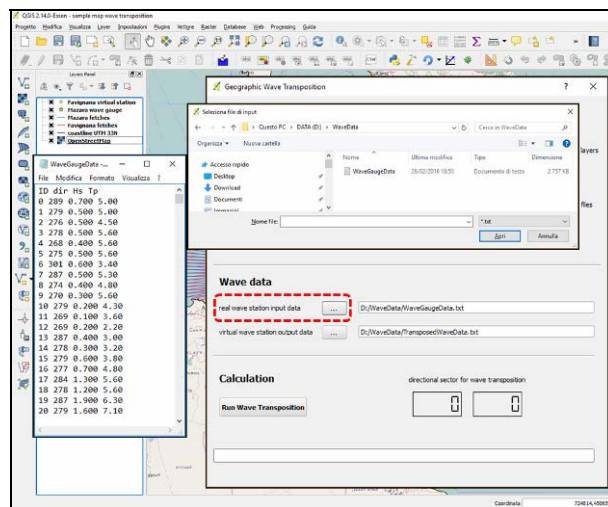 QGIS 2.14.0-Essen - sample map wave transposition
Progetto Modifica Visualizza Layer Impostazioni Plugins Vettore Raster Database Web Processing Guida
Layers Panel
Favignana virtual station
Mazara wave gauge
Mazara fetches
Favignana fetches
coastline UTM 33N
OpenStreetMap
Geographic Wave Transposition
Seleziona file di input
Questo PC > DATA (D:) > WaveData
Cerca in WaveData
Organizza Nuova cartella
Accesso rapido
Desktop
Download
Documenti
Immagini
Nome Ultima modifica Tipo Dimensione
WaveGaugeData 26/02/2016 Documento di testo 2.757 KB
Nome file: *.txt
Apri Annulla
layers
files
WaveGaugeData -...
File Modifica Formato Visualizza ?
ID dir Hs Tp
0 289 0.700 5.00
1 279 0.500 5.00
2 276 0.500 4.50
3 278 0.500 5.60
4 268 0.400 5.60
5 275 0.500 5.60
6 301 0.600 3.40
7 287 0.500 5.30
8 274 0.400 4.80
9 270 0.300 5.60
10 279 0.200 4.30
11 269 0.100 3.60
12 269 0.200 2.20
13 287 0.400 3.00
14 278 0.300 3.20
15 279 0.600 3.80
16 277 0.700 4.80
17 284 1.300 5.60
18 278 1.200 5.60
19 287 1.900 6.30
20 279 1.600 7.10
Wave data
real wave station input data ... D:/WaveData/WaveGaugeData.txt
virtual wave station output data ... D:/WaveData/TransposedWaveData.txt
Calculation
directional sector for wave transposition
Run Wave Transposition
0 0
Coordinata